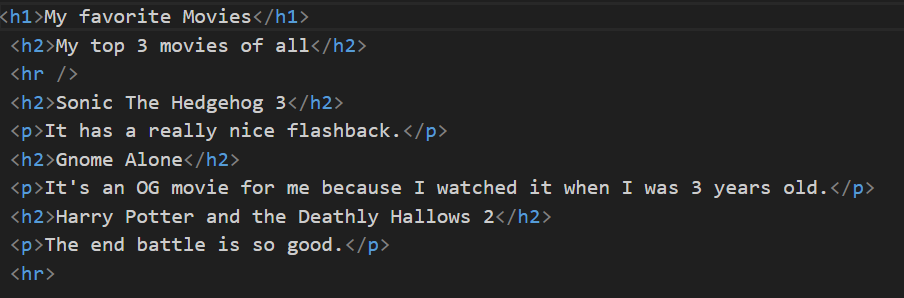 <h1>My favorite Movies</h1>
<h2>My top 3 movies of all</h2>
<hr />
<h2>Sonic The Hedgehog 3</h2>
<p>It has a really nice flashback.</p>
<h2>Gnome Alone</h2>
<p>It's an OG movie for me because I watched it when I was 3 years old.</p>
<h2>Harry Potter and the Deathly Hallows 2</h2>
<p>The end battle is so good.</p>
<hr>